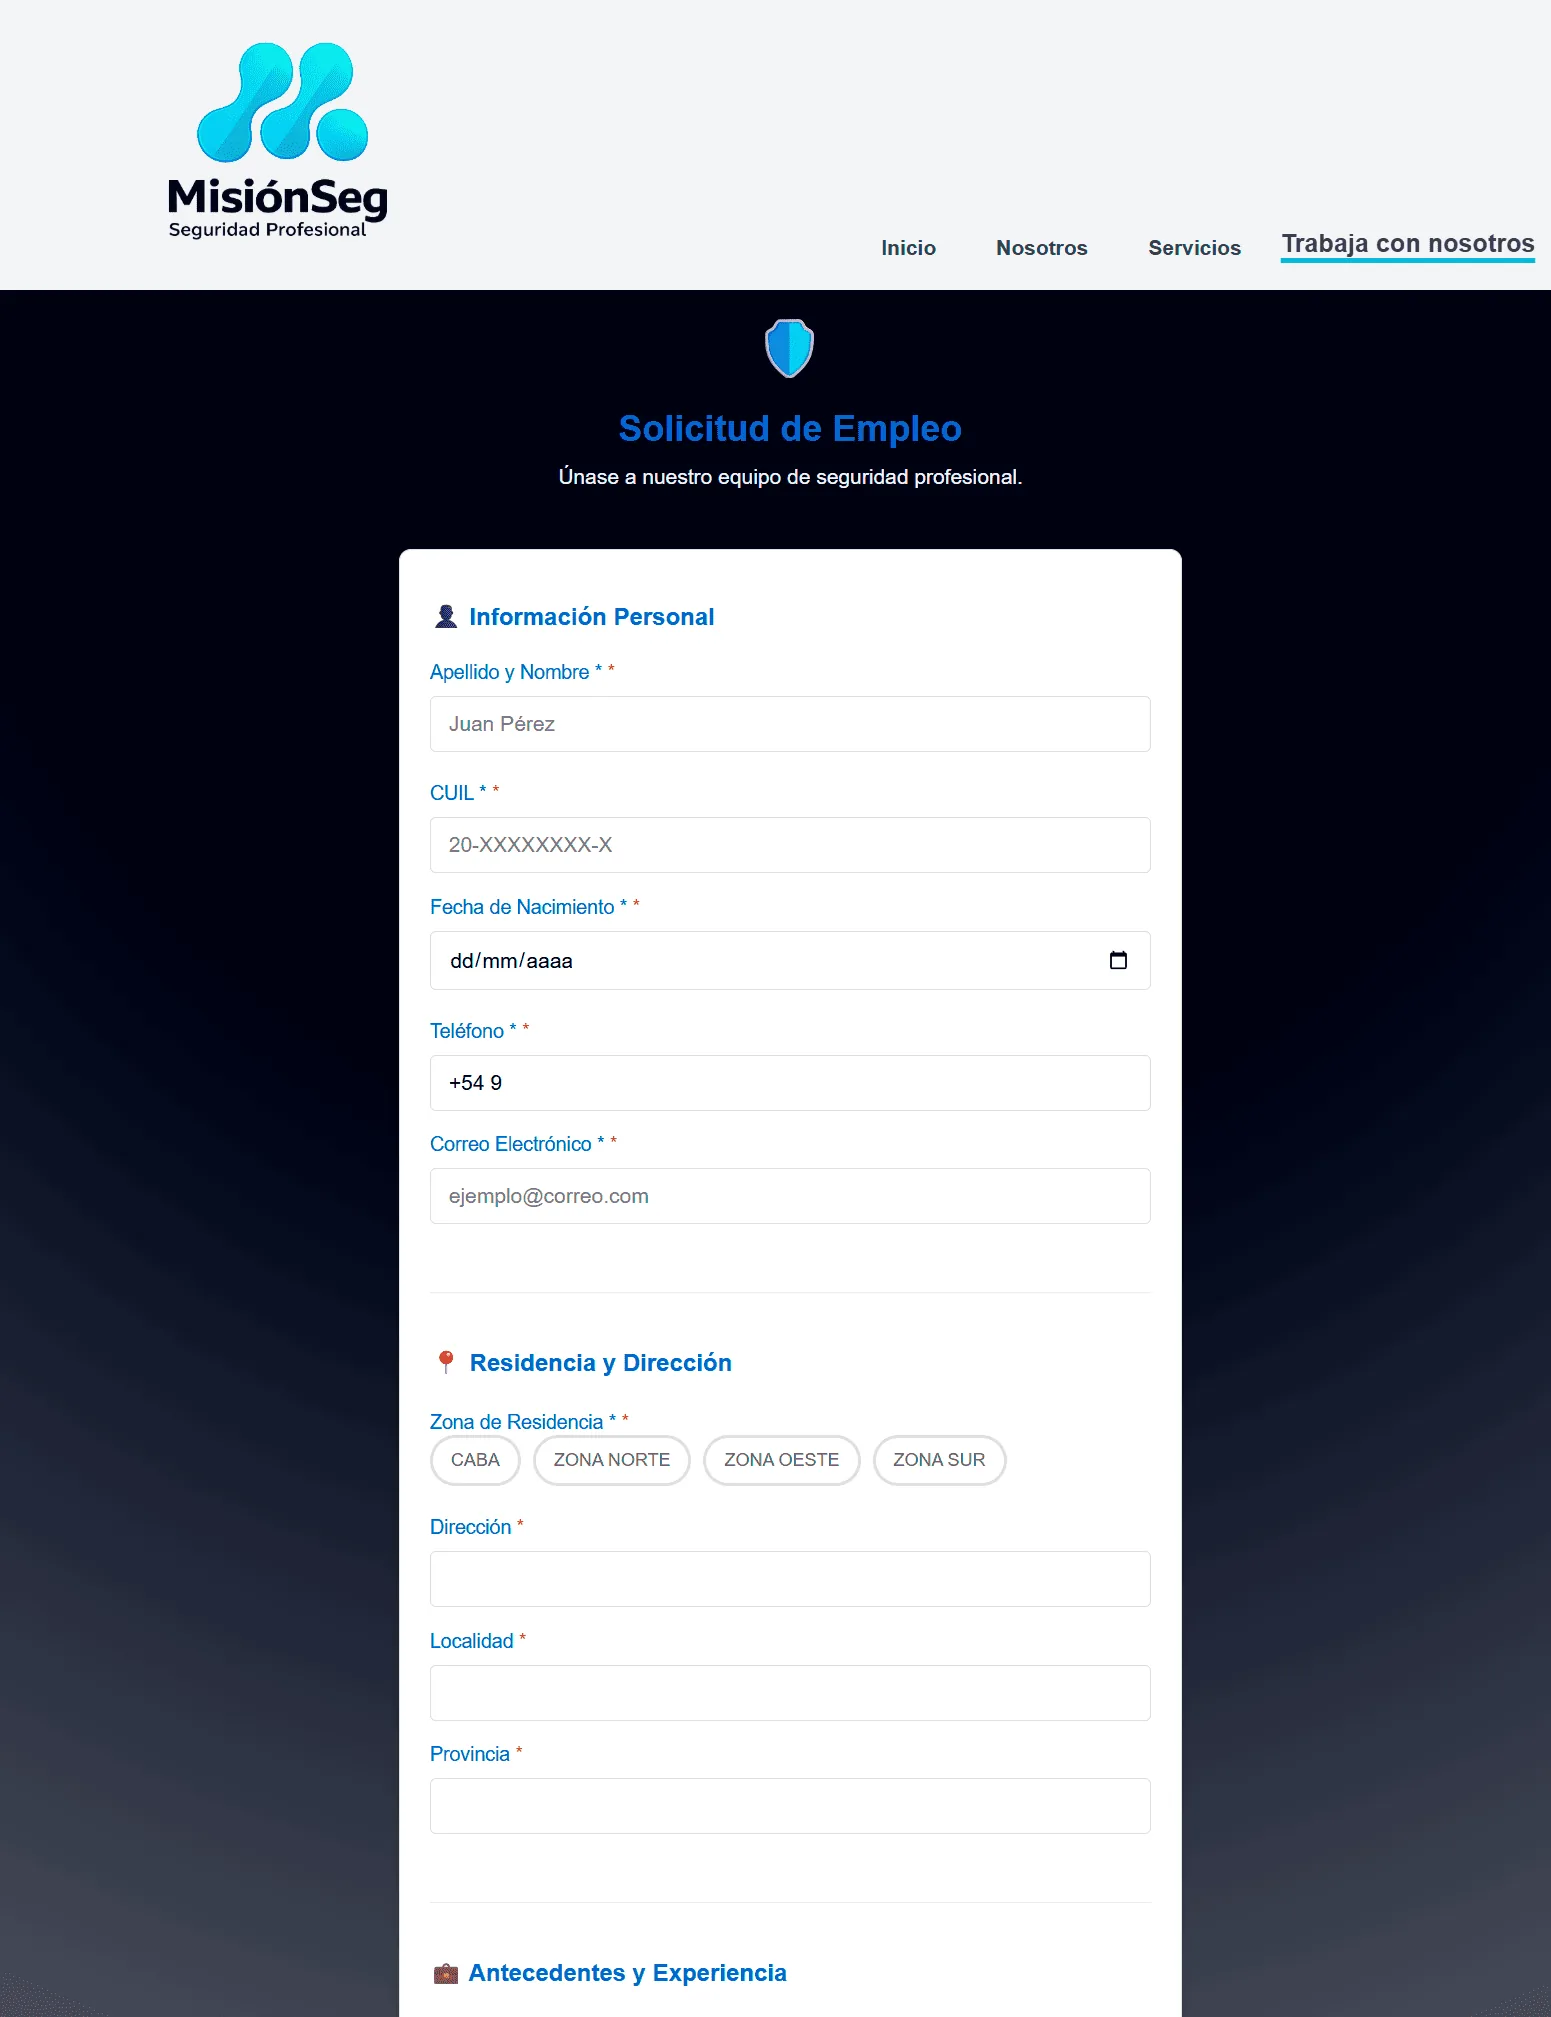 MisiónSeg
Seguridad Profesional
Inicio Nosotros Servicios Trabaja con nosotros
Solicitud de Empleo
Únase a nuestro equipo de seguridad profesional.
Información Personal
Apellido y Nombre * *
Juan Pérez
CUIL * *
20-XXXXXXXX-X
Fecha de Nacimiento * *
dd/mm/aaaa
Teléfono * *
+54 9
Correo Electrónico * *
ejemplo@correo.com
Residencia y Dirección
Zona de Residencia * *
CABA ZONA NORTE ZONA OESTE ZONA SUR
Dirección *
Localidad *
Provincia *
Antecedentes y Experiencia